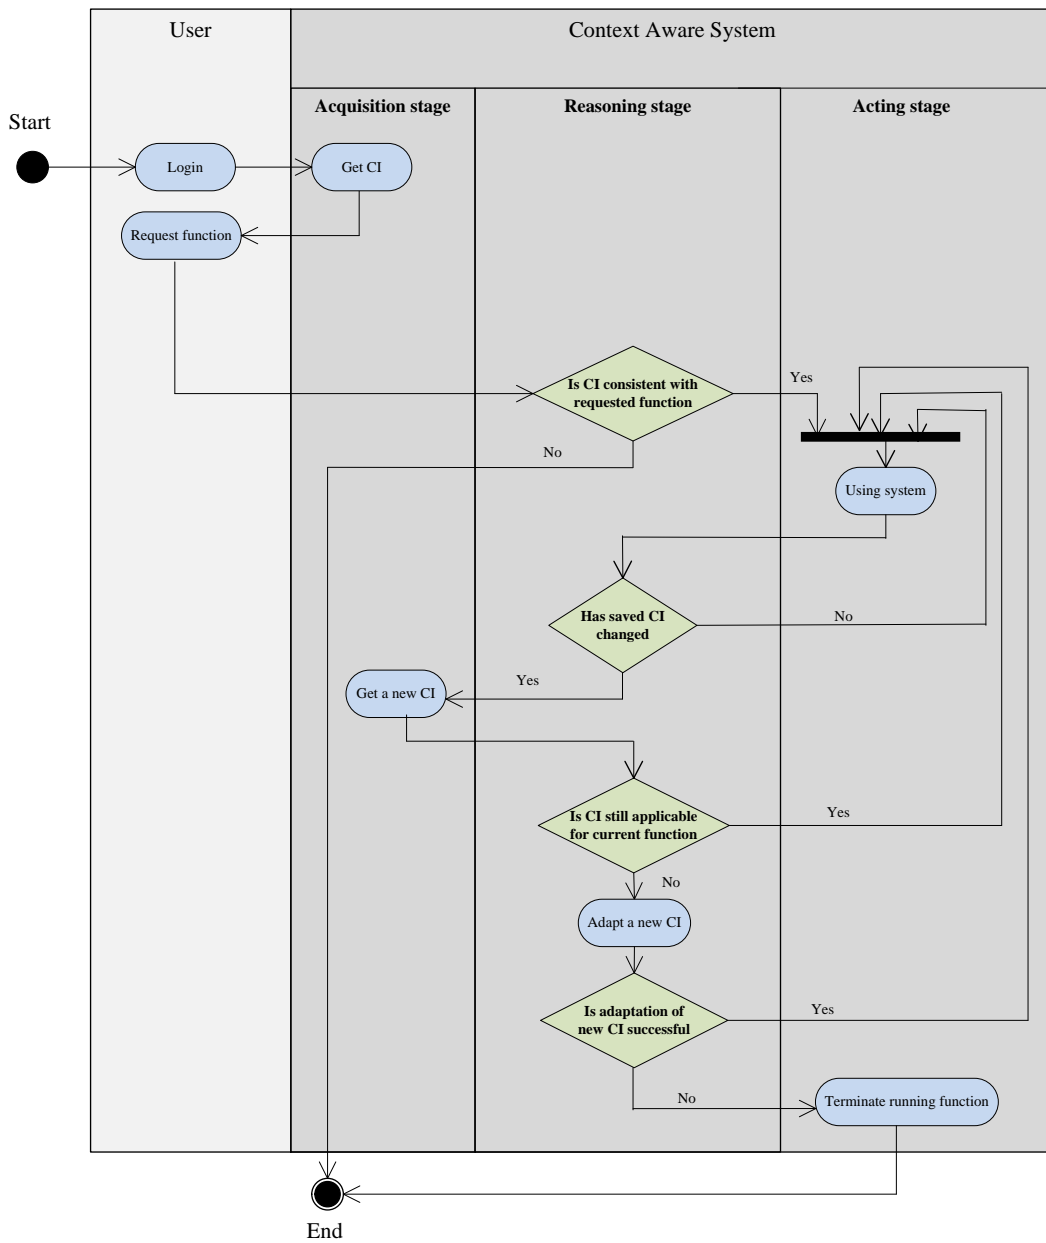 User
Context Aware System
Acquisition stage
Reasoning stage
Acting stage
Start
Login
Get CI
Request function
Is CI consistent with
requested function
Yes
No
Using system
Has saved CI
changed
No
Yes
Get a new CI
Is CI still applicable
for current function
Yes
No
Adapt a new CI
Is adaptation of
new CI successful
Yes
No
Terminate running function
End